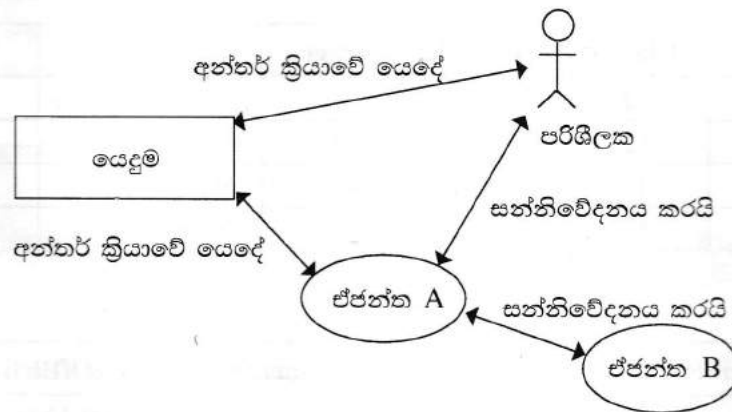 අන්තර් ක්‍රියාවේ යෙදේ
පරිශීලක
යෙදුම
සන්නිවේදනය කරයි
අන්තර් ක්‍රියාවේ යෙදේ
ඒජන්ත A
සන්නිවේදනය කරයි
ඒජන්ත B